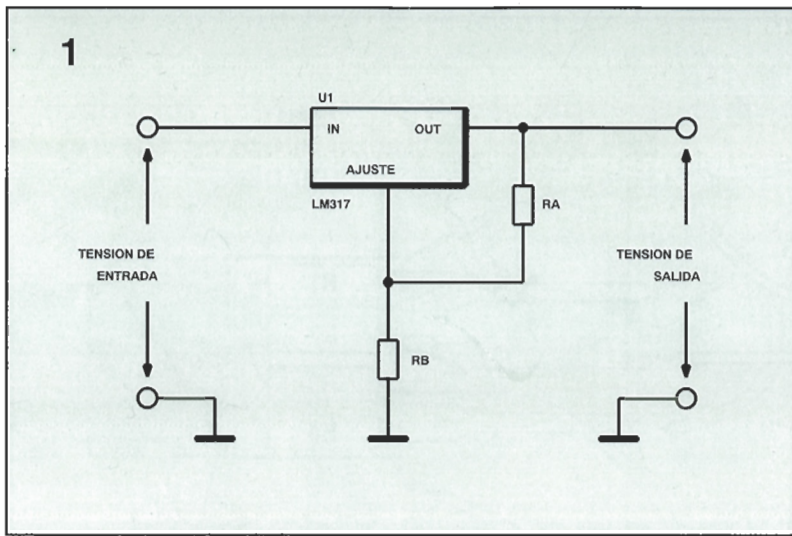 1
U1
IN
OUT
AJUSTE
LM317
RA
TENSION DE
ENTRADA
TENSION DE
SALIDA
RB